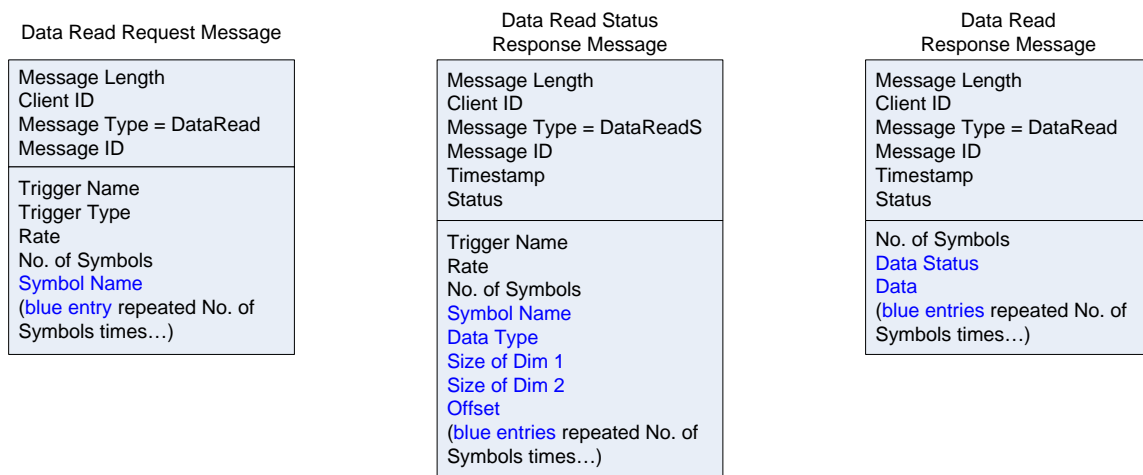 Data Read Request Message
Message Length
Client ID
Message Type = DataRead
Message ID
Trigger Name
Trigger Type
Rate
No. of Symbols
Symbol Name
(blue entry repeated No. of
Symbols times…)
Data Read Status
Response Message
Message Length
Client ID
Message Type = DataReadS
Message ID
Timestamp
Status
Trigger Name
Rate
No. of Symbols
Symbol Name
Data Type
Size of Dim 1
Size of Dim 2
Offset
(blue entries repeated No. of
Symbols times…)
Data Read
Response Message
Message Length
Client ID
Message Type = DataRead
Message ID
Timestamp
Status
No. of Symbols
Data Status
Data
(blue entries repeated No. of
Symbols times…)